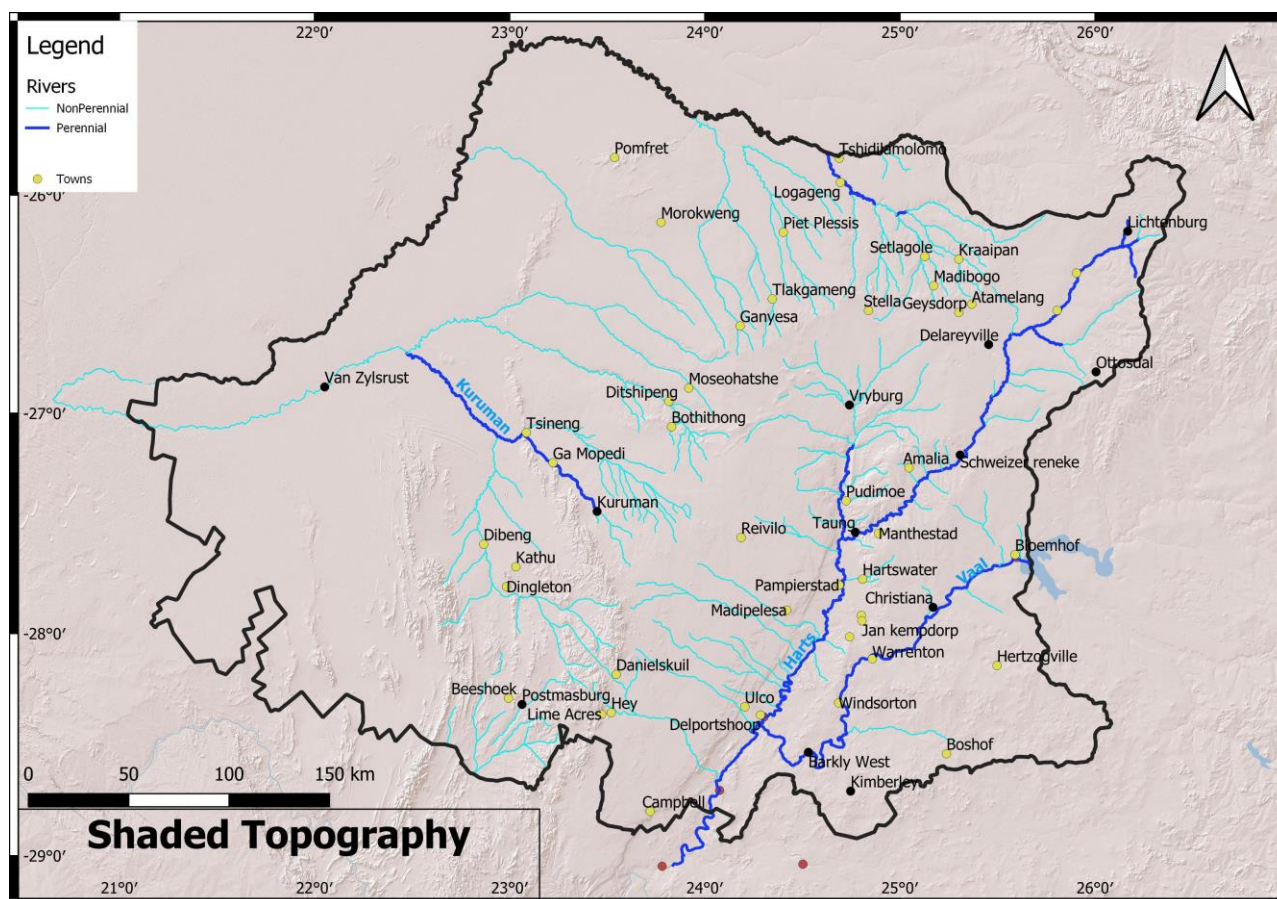 Legend
Rivers
NonPerennial
Perennial
Towns
22°0'
23°0'
24°0'
25°0'
26°0'
-26°0'
-27°0'
-28°0'
-29°0'
Pomfret
Tshidilamolomo
Logageng
Morokweng
Piet Plessis
Lichtenburg
Setlagole
Kraaipan
Madibogo
Tlakgameng
Stella
Geysdorp
Atamelang
Ganyesa
Delareyville
Van Zylsrust
Ottosdal
Moseohatshe
Ditshipeng
Vryburg
Kuruman
Bothithong
Tsineng
Ga Mopedi
Amalia
Schweizer reneke
Kuruman
Pudimoe
Taung
Manthestad
Reivilo
Dibeng
Bloemhof
Kathu
Vaal
Hartswater
Dingleton
Pampierstad
Christiana
Madipelesa
Jan kempdorp
Harts
Warrenton
Hertzogville
Danielskuil
Beeshoek
Postmasburg
Lime Acres
Hey
Ulco
Windsorton
Delportshoop
Boshof
Barkly West
Kimberley
Campbell
0 50 100 150 km
Shaded Topography
21°0'
22°0'
23°0'
24°0'
25°0'
26°0'